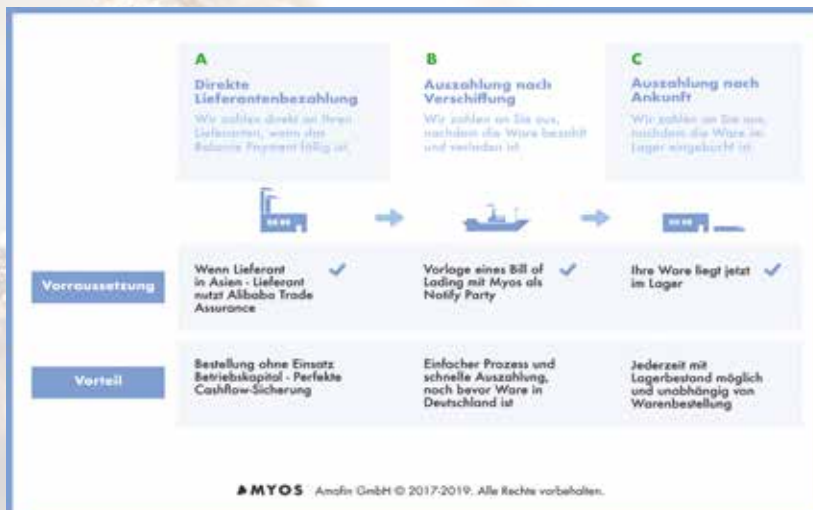 A
Direkte
Lieferantenbezahlung
Wir zahlen direkt an Ihren
Lieferanten, wenn das
Balance Payment fällig ist.
B
Auszahlung nach
Verschiffung
Wir zahlen an Sie aus,
nachdem die Ware bezahlt
und verladen ist
C
Auszahlung nach
Ankunft
Wir zahlen an Sie aus,
nachdem die Ware im
Lager eingebucht ist
Vorraussetzung
Wenn Lieferant
in Asien - Lieferant
nutzt Alibaba Trade
Assurance
Vorlage eines Bill of
Lading mit Myos als
Notify Party
Ihre Ware liegt jetzt
im Lager
Vorteil
Bestellung ohne Einsatz
Betriebskapital - Perfekte
Cashflow-Sicherung
Einfacher Prozess und
schnelle Auszahlung,
noch bevor Ware in
Deutschland ist
Jederzeit mit
Lagerbestand möglich
und unabhängig von
Warenbestellung
MYOS Amafin GmbH © 2017-2019. Alle Rechte vorbehalten.